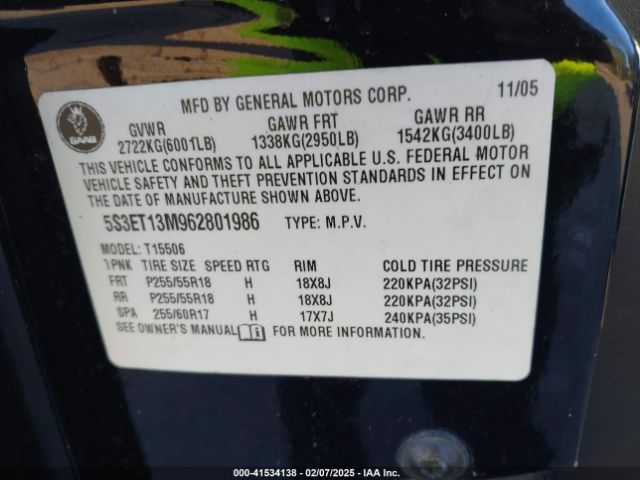 MFD BY GENERAL MOTORS CORP. 11/05
SAAB
GVWR GAWR FRT GAWR RR
2722KG(6001LB) 1338KG(2950LB) 1542KG(3400LB)
THIS VEHICLE CONFORMS TO ALL APPLICABLE U.S. FEDERAL MOTOR
VEHICLE SAFETY AND THEFT PREVENTION STANDARDS IN EFFECT ON
THE DATE OF MANUFACTURE SHOWN ABOVE.
5S3ET13M962801986 TYPE: M.P.V.
MODEL: T15506
1PNK TIRE SIZE SPEED RTG RIM COLD TIRE PRESSURE
FRT P255/55R18 H 18X8J 220KPA(32PSI)
RR P255/55R18 H 18X8J 220KPA(32PSI)
SPA 255/60R17 H 17X7J 240KPA(35PSI)
SEE OWNER'S MANUAL FOR MORE INFORMATION.
000-41534138 - 02/07/2025 - IAA Inc.